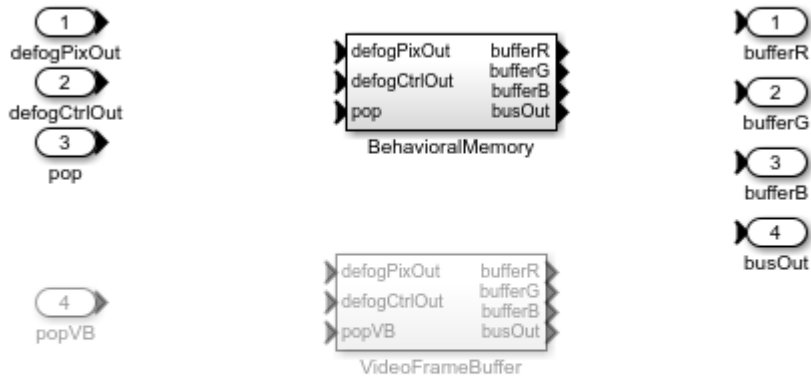 1
defogPixOut
2
defogCtrlOut
3
pop
defogPixOut bufferR
defogCtrlOut bufferG
bufferB
pop busOut
BehavioralMemory
1
bufferR
2
bufferG
3
bufferB
4
busOut
4
popVB
defogPixOut bufferR
defogCtrlOut bufferG
bufferB
popVB busOut
VideoFrameBuffer